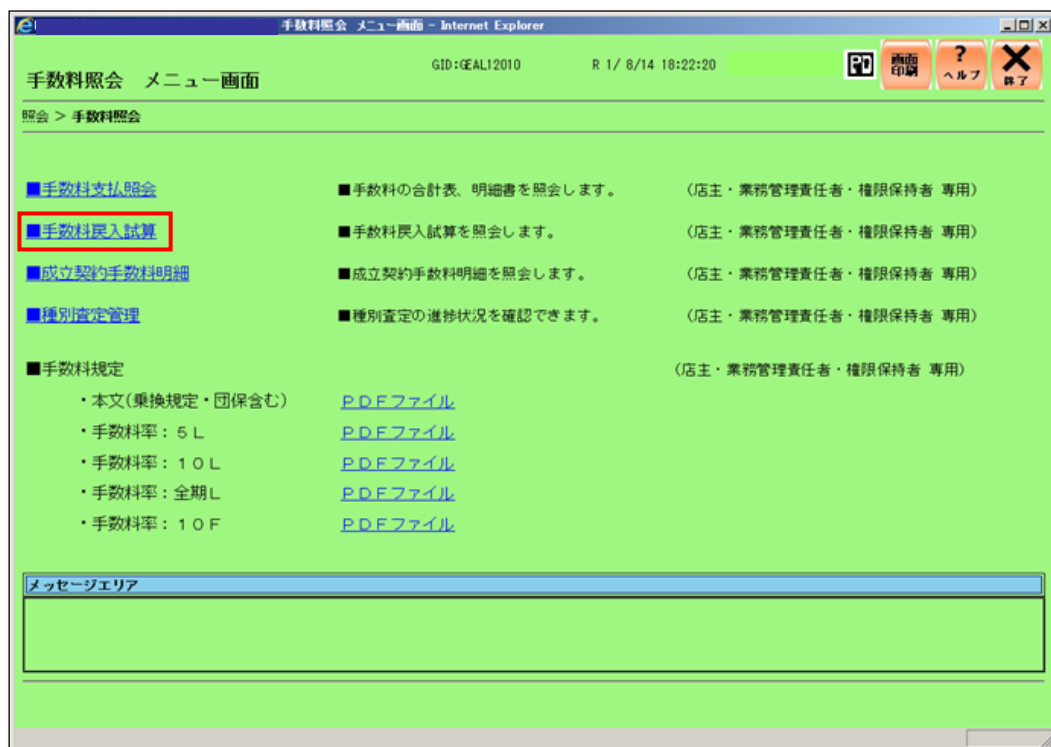 手数料照会 メニュー画面 - Internet Explorer
手数料照会 メニュー画面
GID:GEAL12010 R 1/ 8/14 18:22:20
画面印刷
? ヘルプ
終了
照会 > 手数料照会
■手数料支払照会 ■手数料の合計表、明細書を照会します。 (店主・業務管理責任者・権限保持者 専用)
■手数料戻入試算 ■手数料戻入試算を照会します。 (店主・業務管理責任者・権限保持者 専用)
■成立契約手数料明細 ■成立契約手数料明細を照会します。 (店主・業務管理責任者・権限保持者 専用)
■種別査定管理 ■種別査定の進捗状況を確認できます。 (店主・業務管理責任者・権限保持者 専用)
■手数料規定 (店主・業務管理責任者・権限保持者 専用)
・本文(乗換規定・団保含む) PDFファイル
・手数料率:5L PDFファイル
・手数料率:10L PDFファイル
・手数料率:全期L PDFファイル
・手数料率:10F PDFファイル
メッセージエリア